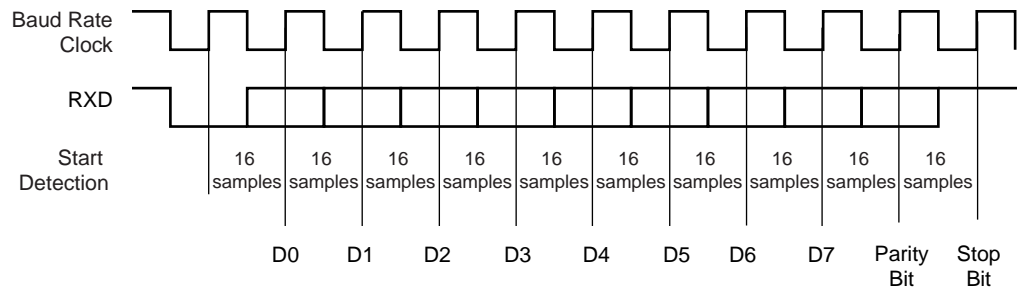 Baud Rate
Clock
RXD
Start
Detection
16 16 16 16 16 16 16 16 16 16
samples samples samples samples samples samples samples samples samples samples
D0 D1 D2 D3 D4 D5 D6 D7 Parity Stop
Bit Bit